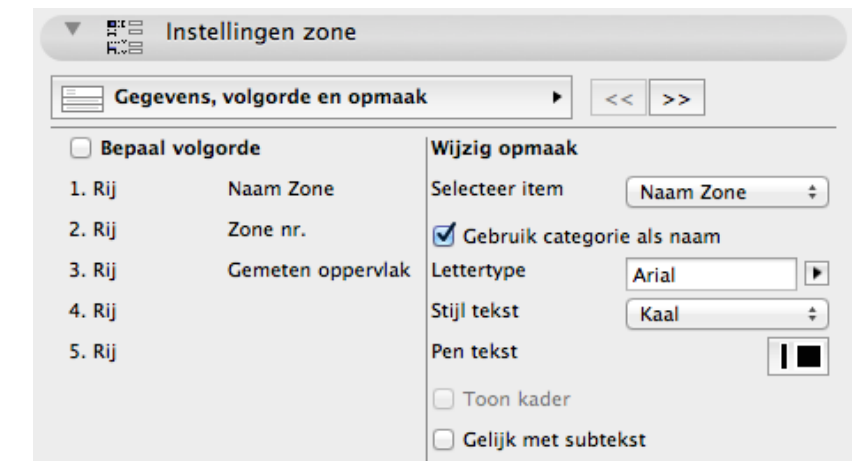 Instellingen zone
Gegevens, volgorde en opmaak
<< >>
Bepaal volgorde
1. Rij Naam Zone
2. Rij Zone nr.
3. Rij Gemeten oppervlak
4. Rij
5. Rij
Wijzig opmaak
Selecteer item Naam Zone
Gebruik categorie als naam
Lettertype Arial
Stijl tekst Kaal
Pen tekst
Toon kader
Gelijk met subtekst